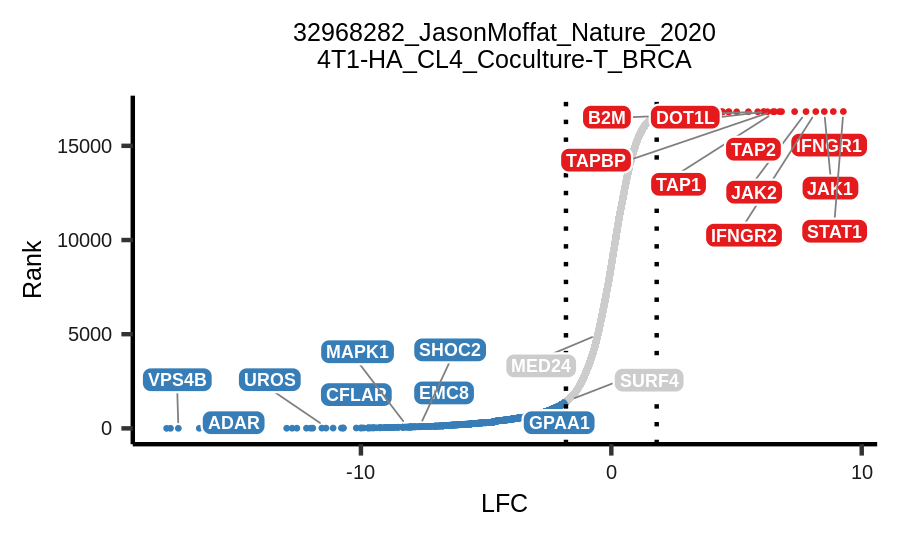 32968282_JasonMoffat_Nature_2020
4T1-HA_CL4_Coculture-T_BRCA
Rank
15000
10000
5000
0
B2M
DOT1L
TAPBP
TAP2
IFNGR1
TAP1
JAK2
JAK1
IFNGR2
STAT1
MAPK1
SHOC2
MED24
VPS4B
UROS
CFLAR
EMC8
SURF4
ADAR
GPAA1
-10
0
10
LFC